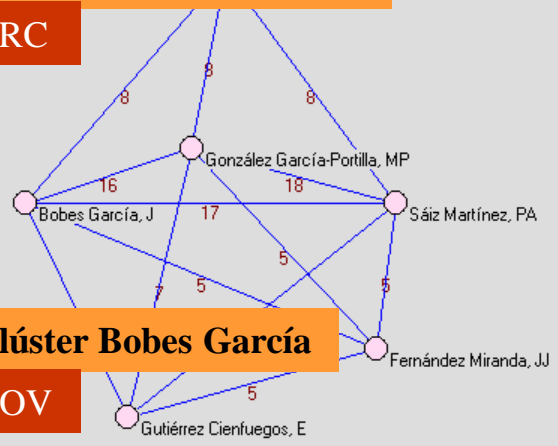 RC
8
8
8
González García-Portilla, MP
16
18
Bobes García, J
17
Sáiz Martínez, PA
5
7
5
5
lúster Bobes García
Fernández Miranda, JJ
5
OV
Gutiérrez Cienfuegos, E